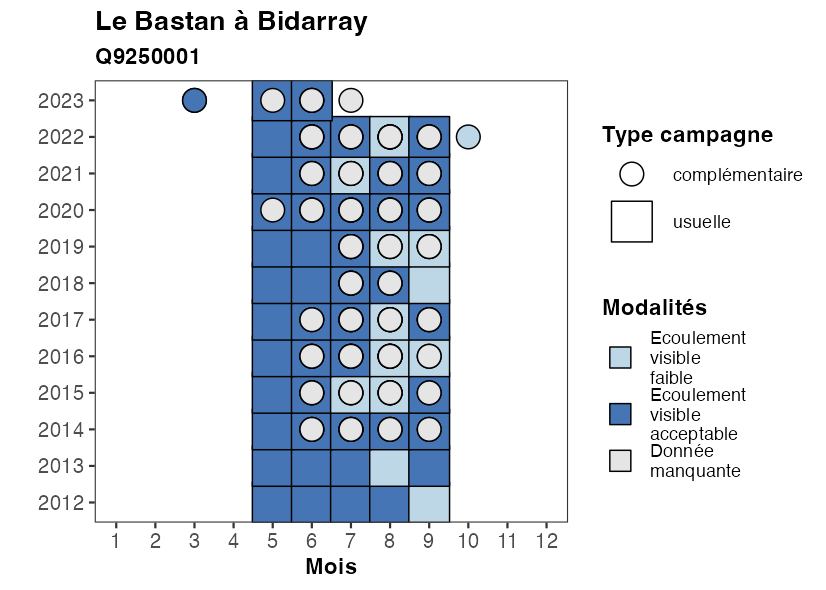 Le Bastan à Bidarray
Q9250001
2023
2022
2021
2020
2019
2018
2017
2016
2015
2014
2013
2012
1 2 3 4 5 6 7 8 9 10 11 12
Mois
Type campagne
complémentaire
usuelle
Modalités
Ecoulement
visible
faible
Ecoulement
visible
acceptable
Donnée
manquante